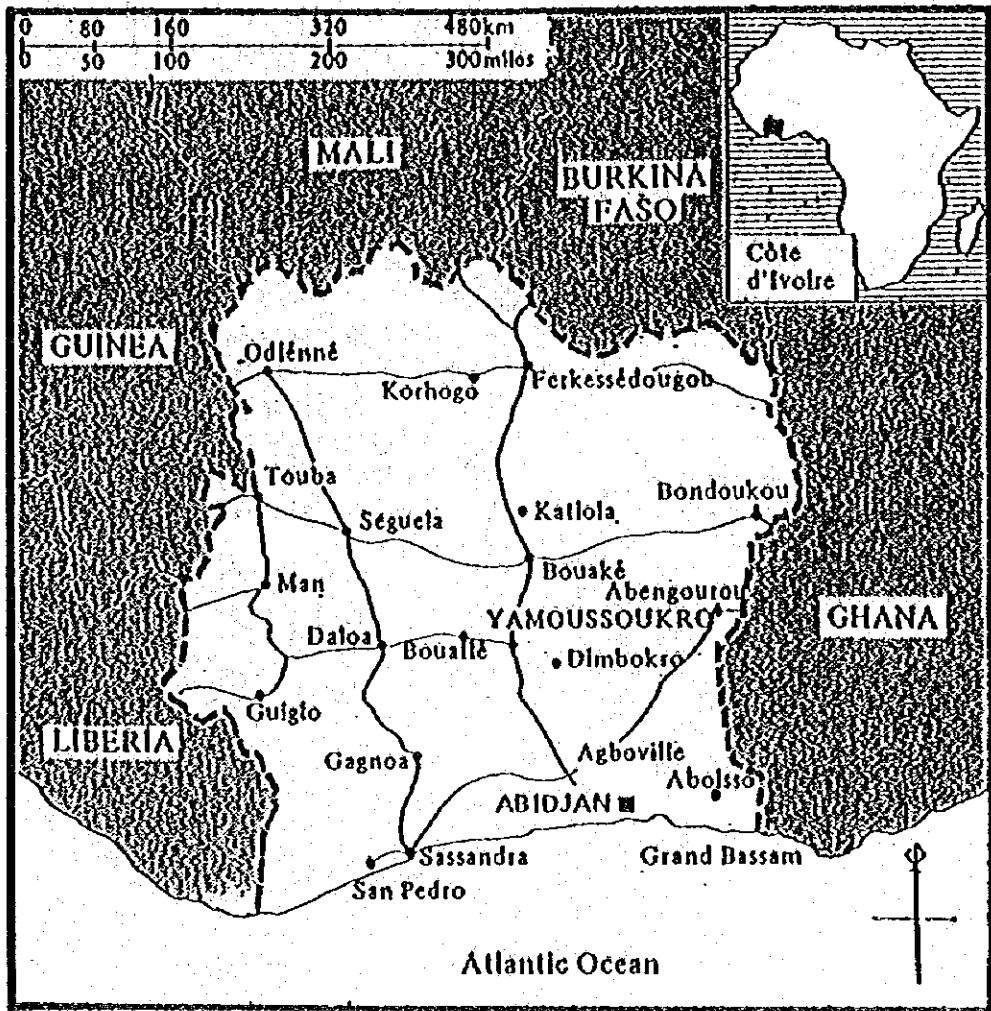 0 80 160 320 480km
0 50 100 200 300miles
MALI
BURKINA
FASO
Côte
d'Ivoire
GUINEA
Odiénné
Korhogo
Ferkessédougou
Touba
Séguela
Katiola
Bondoukou
Bouaké
Man
Abengourou
YAMOUSSOUKRO
GHANA
Daloa
Bouaflé
Dimbokro
Guiglo
LIBERIA
Gagnoa
Agboville
Aboisso
ABIDJAN
Sassandra
Grand Bassam
San Pedro
Atlantic Ocean